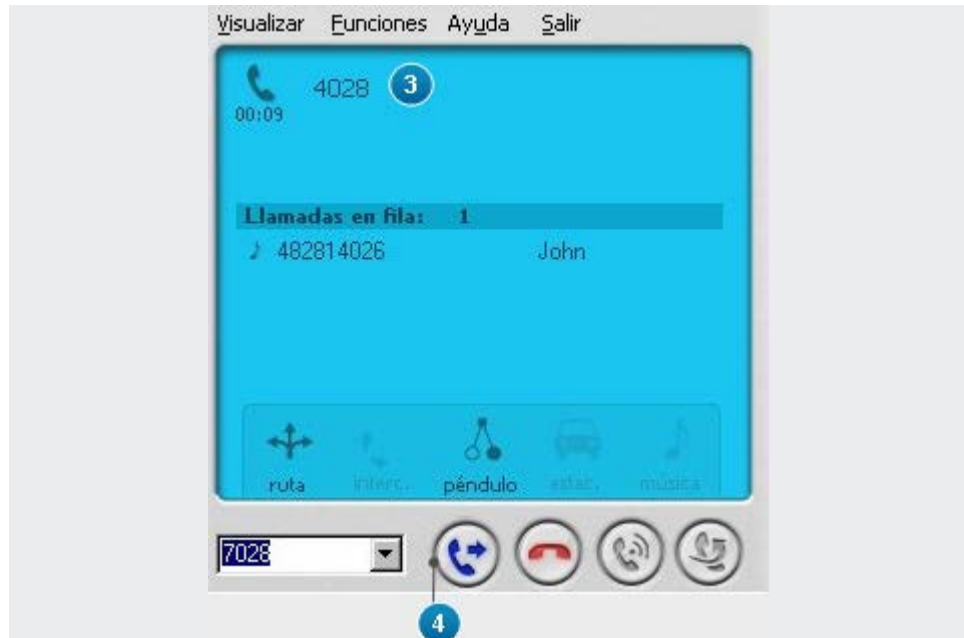 Visualizar Funciones Ayuda Salir
4028 3
00:09
Llamadas en fila: 1
482814026 John
ruta interc. péndulo estac. música
7028
4